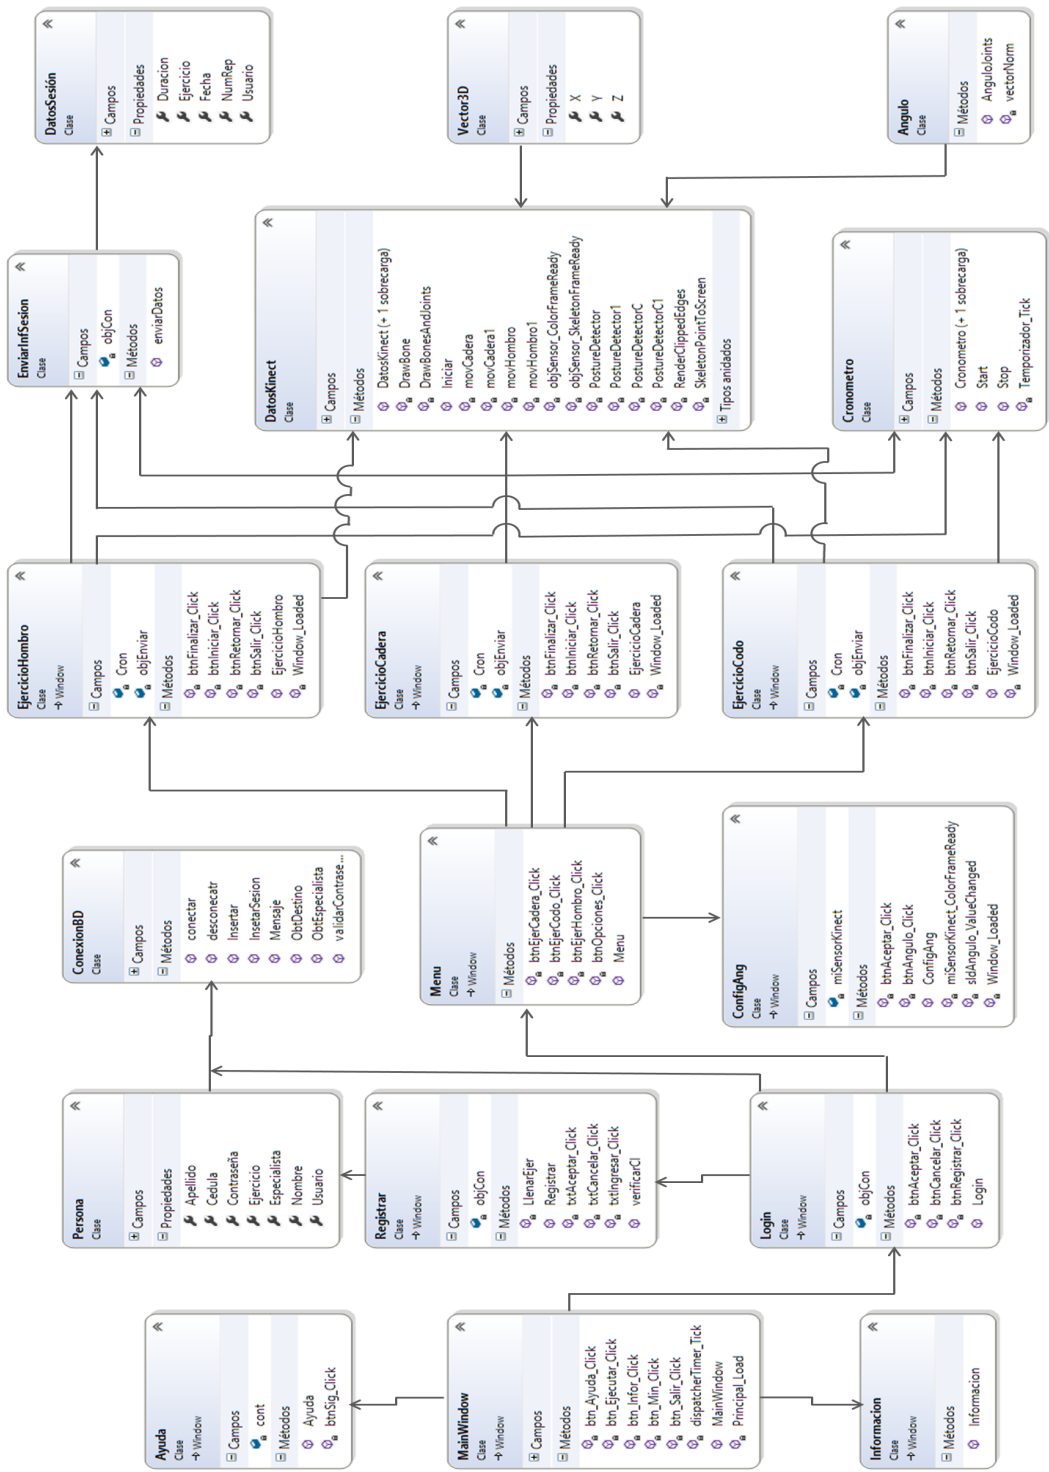 DatosSesión
Clase
Campos
Propiedades
Duracion
Ejercicio
Fecha
NumRep
Usuario
Vector3D
Clase
Campos
Propiedades
X
Y
Z
Angulo
Clase
Métodos
AnguloJoints
vectorNorm
EnviarInfSesion
Clase
Campos
objCon
Métodos
enviarDatos
DatosKinect
Clase
Campos
Métodos
DatosKinect (+ 1 sobrecarga)
DrawBone
DrawBonesAndJoints
Iniciar
movCadera
movCadera1
movHombro
movHombro1
objSensor_ColorFrameReady
objSensor_SkeletonFrameReady
PostureDetector
PostureDetector1
PostureDetectorC
PostureDetectorC1
RenderClippedEdges
SkeletonPointToScreen
Tipos anidados
Cronometro
Clase
Campos
Métodos
Cronometro (+ 1 sobrecarga)
Start
Stop
Temporizador_Tick
EjercicioHombro
Clase
Window
Campos
Cron
objEnviar
Métodos
btnFinalizar_Click
btnIniciar_Click
btnRetornar_Click
btnSalir_Click
EjercicioHombro
Window_Loaded
EjercicioCadera
Clase
Window
Campos
Cron
objEnviar
Métodos
btnFinalizar_Click
btnIniciar_Click
btnRetornar_Click
btnSalir_Click
EjercicioCadera
Window_Loaded
EjercicioCodo
Clase
Window
Campos
Cron
objEnviar
Métodos
btnFinalizar_Click
btnIniciar_Click
btnRetornar_Click
btnSalir_Click
EjercicioCodo
Window_Loaded
ConexionBD
Clase
Campos
Métodos
conectar
desconecatr
Insertar
InsetarSesion
Mensaje
ObtDestino
ObtEspecialista
validarContrase...
Menu
Clase
Window
Métodos
btnEjerCadera_Click
btnEjerCodo_Click
btnEjerHombro_Click
btnOpciones_Click
Menu
ConfigAng
Clase
Window
Campos
miSensorKinect
Métodos
btnAceptar_Click
btnAngulo_Click
ConfigAng
miSensorKinect_ColorFrameReady
sldAngulo_ValueChanged
Window_Loaded
Persona
Clase
Campos
Propiedades
Apellido
Cedula
Contraseña
Ejercicio
Especialista
Nombre
Usuario
Registrar
Clase
Window
Campos
objCon
Métodos
LlenarEjer
Registrar
txtAceptar_Click
txtCancelar_Click
txtIngresar_Click
verificarCI
Login
Clase
Window
Campos
objCon
Métodos
btnAceptar_Click
btnCancelar_Click
btnRegistrar_Click
Login
Ayuda
Clase
Window
Campos
cont
Métodos
Ayuda
btnSig_Click
MainWindow
Clase
Window
Campos
Métodos
btn_Ayuda_Click
btn_Ejecutar_Click
btn_Infor_Click
btn_Min_Click
btn_Salir_Click
dispatcherTimer_Tick
MainWindow
Principal_Load
Informacion
Clase
Window
Métodos
Informacion